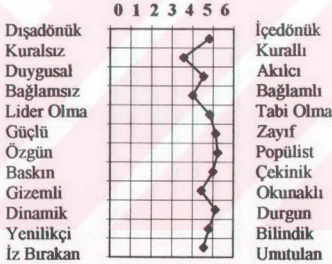 0 1 2 3 4 5 6
Dışadönük İçedönük
Kuralsız Kurallı
Duygusal Akılcı
Bağlamsız Bağlamlı
Lider Olma Tabi Olma
Güçlü Zayıf
Özgün Popülist
Baskın Çekinik
Gizemli Okunaklı
Dinamik Durgun
Yenilikçi Bilindik
İz Bırakan Unutulan